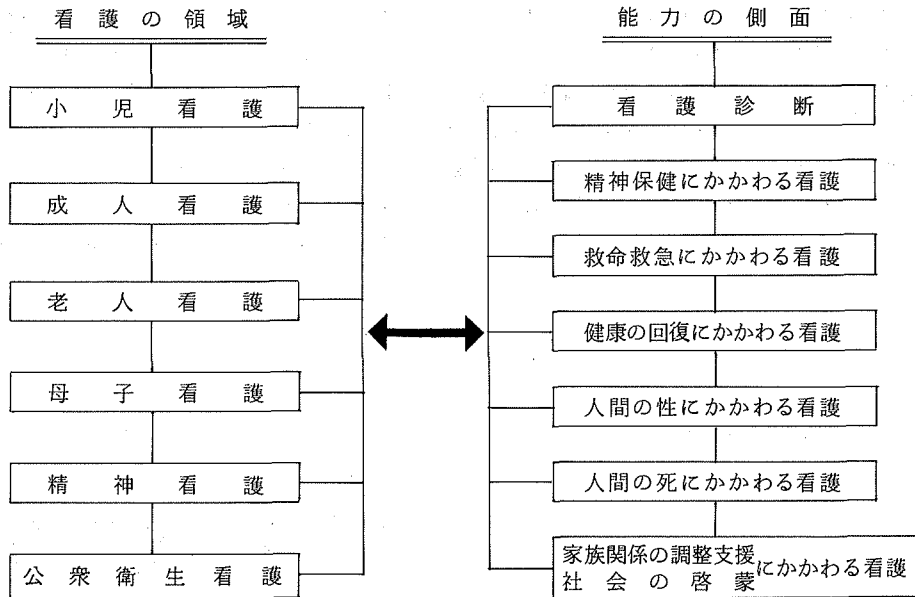 看護の領域
小児看護
成人看護
老人看護
母子看護
精神看護
公衆衛生看護
能力の側面
看護診断
精神保健にかかわる看護
救命救急にかかわる看護
健康の回復にかかわる看護
人間の性にかかわる看護
人間の死にかかわる看護
家族関係の調整支援
社会の啓蒙
にかかわる看護